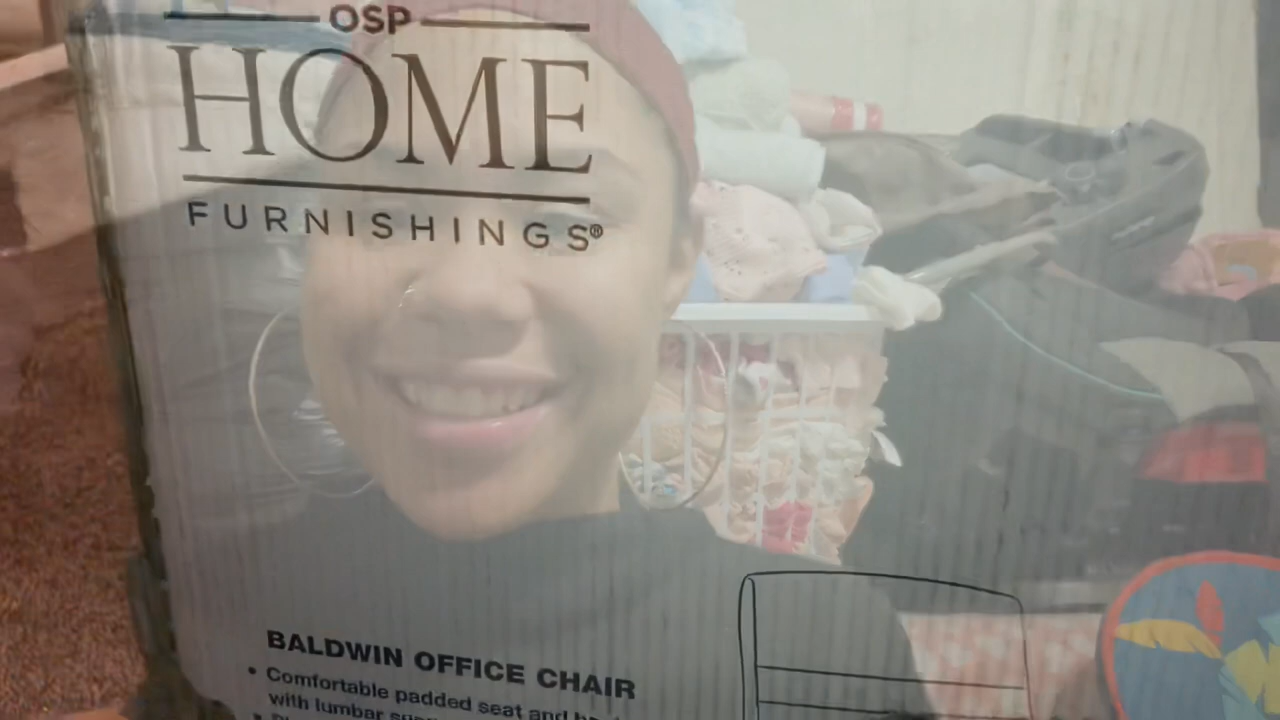 OSP
HOME
FURNISHINGS®
BALDWIN OFFICE CHAIR
• Comfortable padded seat and
with lumbar